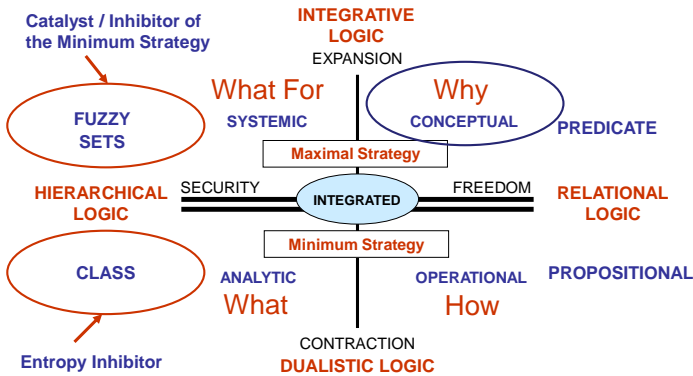 Catalyst / Inhibitor of
the Minimum Strategy
INTEGRATIVE
LOGIC
EXPANSION
What For
Why
FUZZY
SETS
SYSTEMIC
CONCEPTUAL
PREDICATE
Maximal Strategy
HIERARCHICAL
LOGIC
SECURITY
INTEGRATED
FREEDOM
RELATIONAL
LOGIC
Minimum Strategy
CLASS
ANALYTIC
OPERATIONAL
PROPOSITIONAL
What
How
CONTRACTION
DUALISTIC LOGIC
Entropy Inhibitor